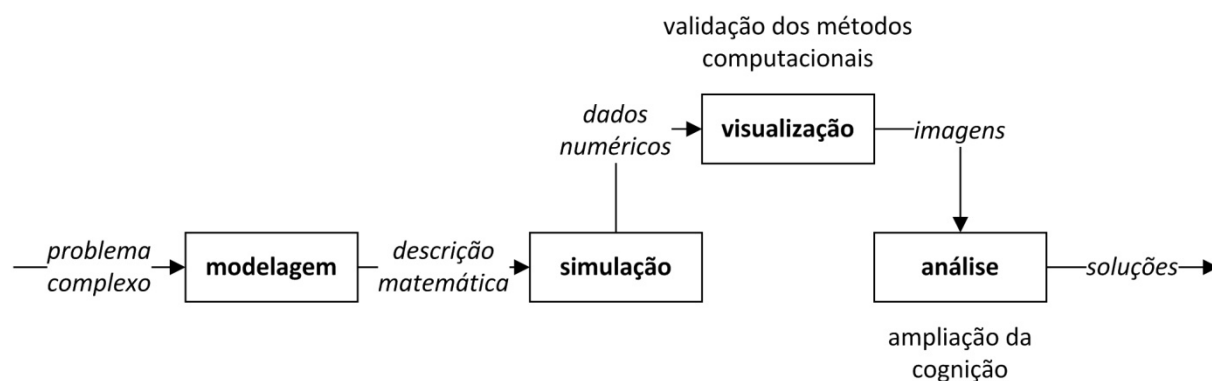 validação dos métodos
computacionais
dados
numéricos
visualização
imagens
problema
complexo
modelagem
descrição
matemática
simulação
análise
soluções
ampliação da
cognição